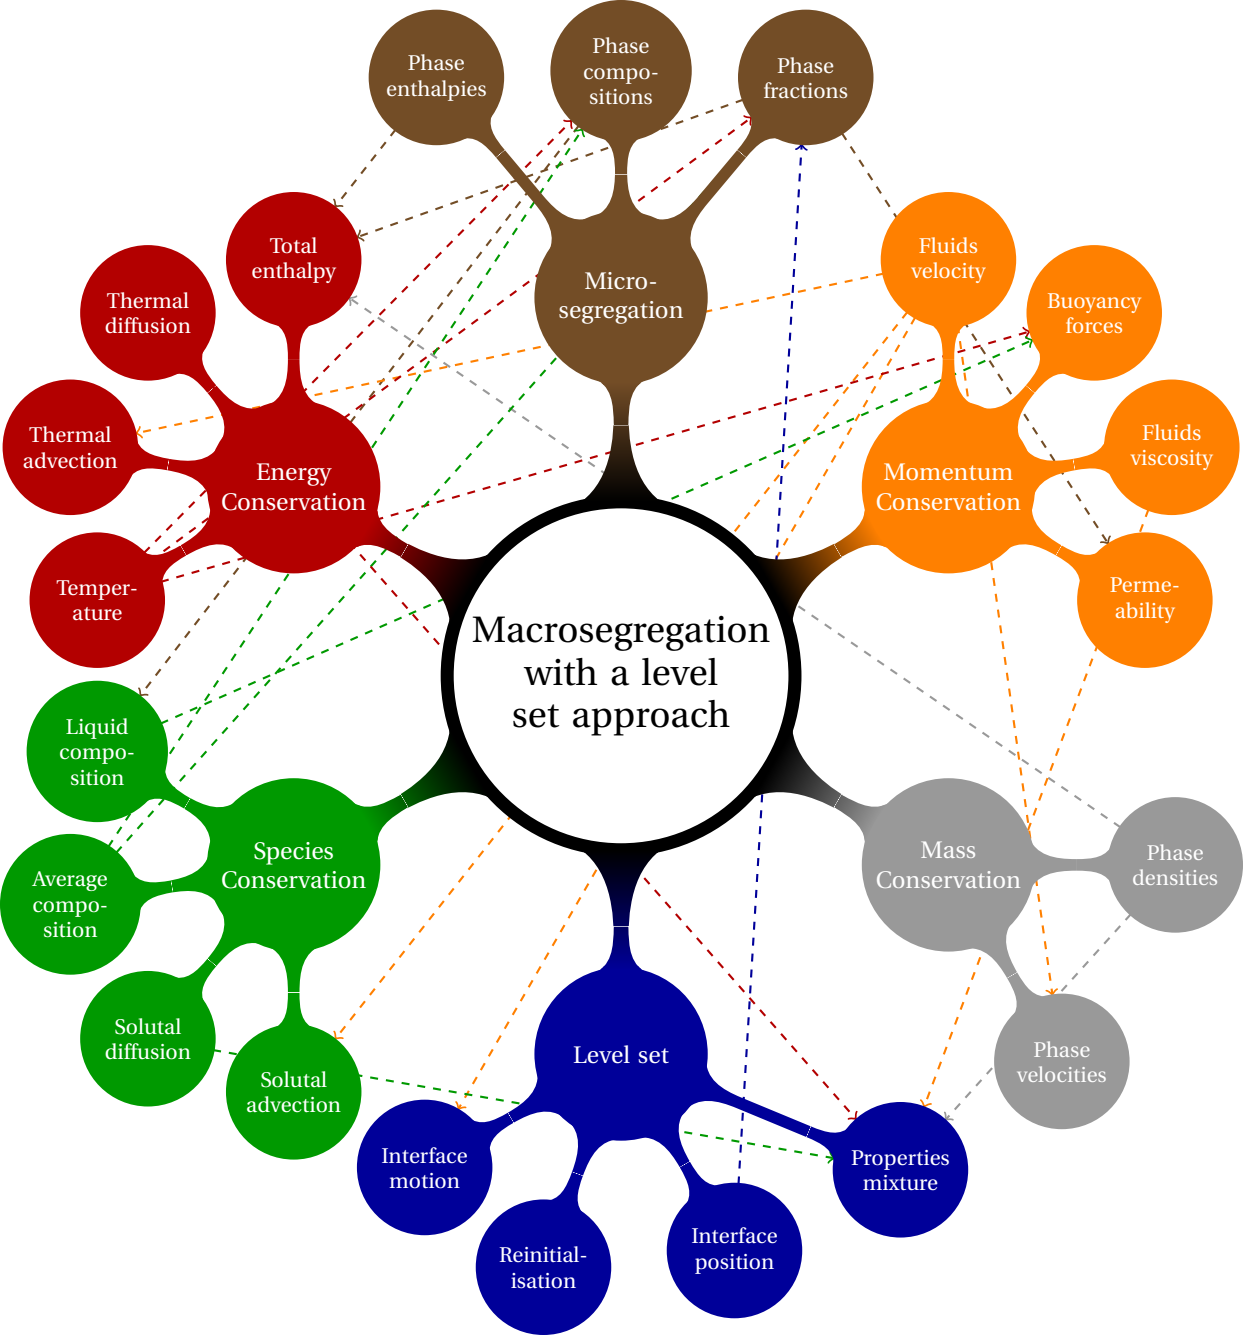 Phase
enthalpies
Phase
compo-
sitions
Phase
fractions
Micro-
segregation
Total
enthalpy
Thermal
diffusion
Thermal
advection
Temper-
ature
Energy
Conservation
Fluids
velocity
Buoyancy
forces
Fluids
viscosity
Perme-
ability
Momentum
Conservation
Macrosegregation
with a level
set approach
Liquid
compo-
sition
Average
compo-
sition
Solutal
diffusion
Solutal
advection
Species
Conservation
Mass
Conservation
Phase
densities
Phase
velocities
Level set
Interface
motion
Reinitial-
isation
Interface
position
Properties
mixture